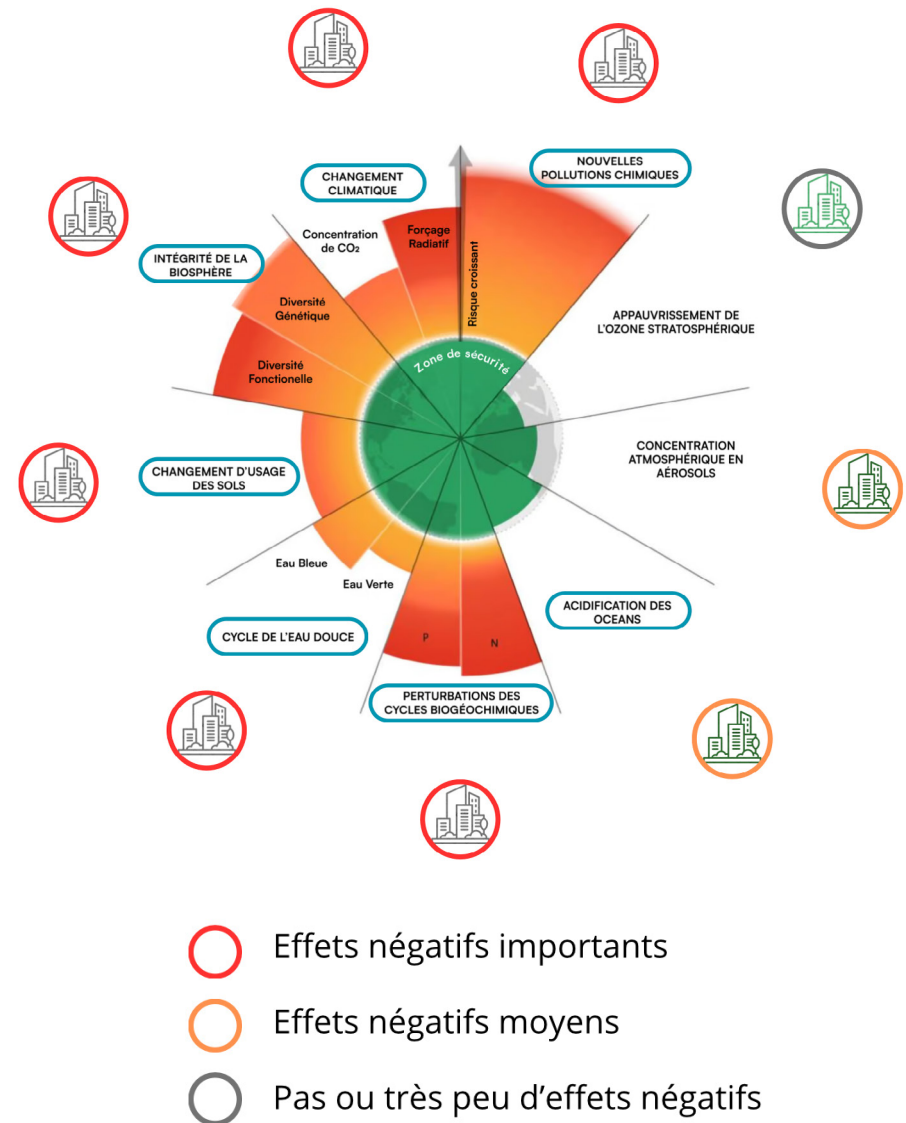 NOUVELLES
POLLUTIONS CHIMIQUES
CHANGEMENT
CLIMATIQUE
Concentration
de CO₂
Forçage
Radiatif
Risque croissant
INTÉGRITÉ DE LA
BIOSPHÈRE
Diversité
Génétique
APPAUVRISSEMENT DE
L'OZONE STRATOSPHÉRIQUE
Zone de sécurité
Diversité
Fonctionelle
CONCENTRATION
ATMOSPHÉRIQUE EN
AÉROSOLS
CHANGEMENT D'USAGE
DES SOLS
Eau Bleue
Eau Verte
ACIDIFICATION DES
OCEANS
CYCLE DE L'EAU DOUCE
P
N
PERTURBATIONS DES
CYCLES BIOGÉOCHIMIQUES
Effets négatifs importants
Effets négatifs moyens
Pas ou très peu d'effets négatifs